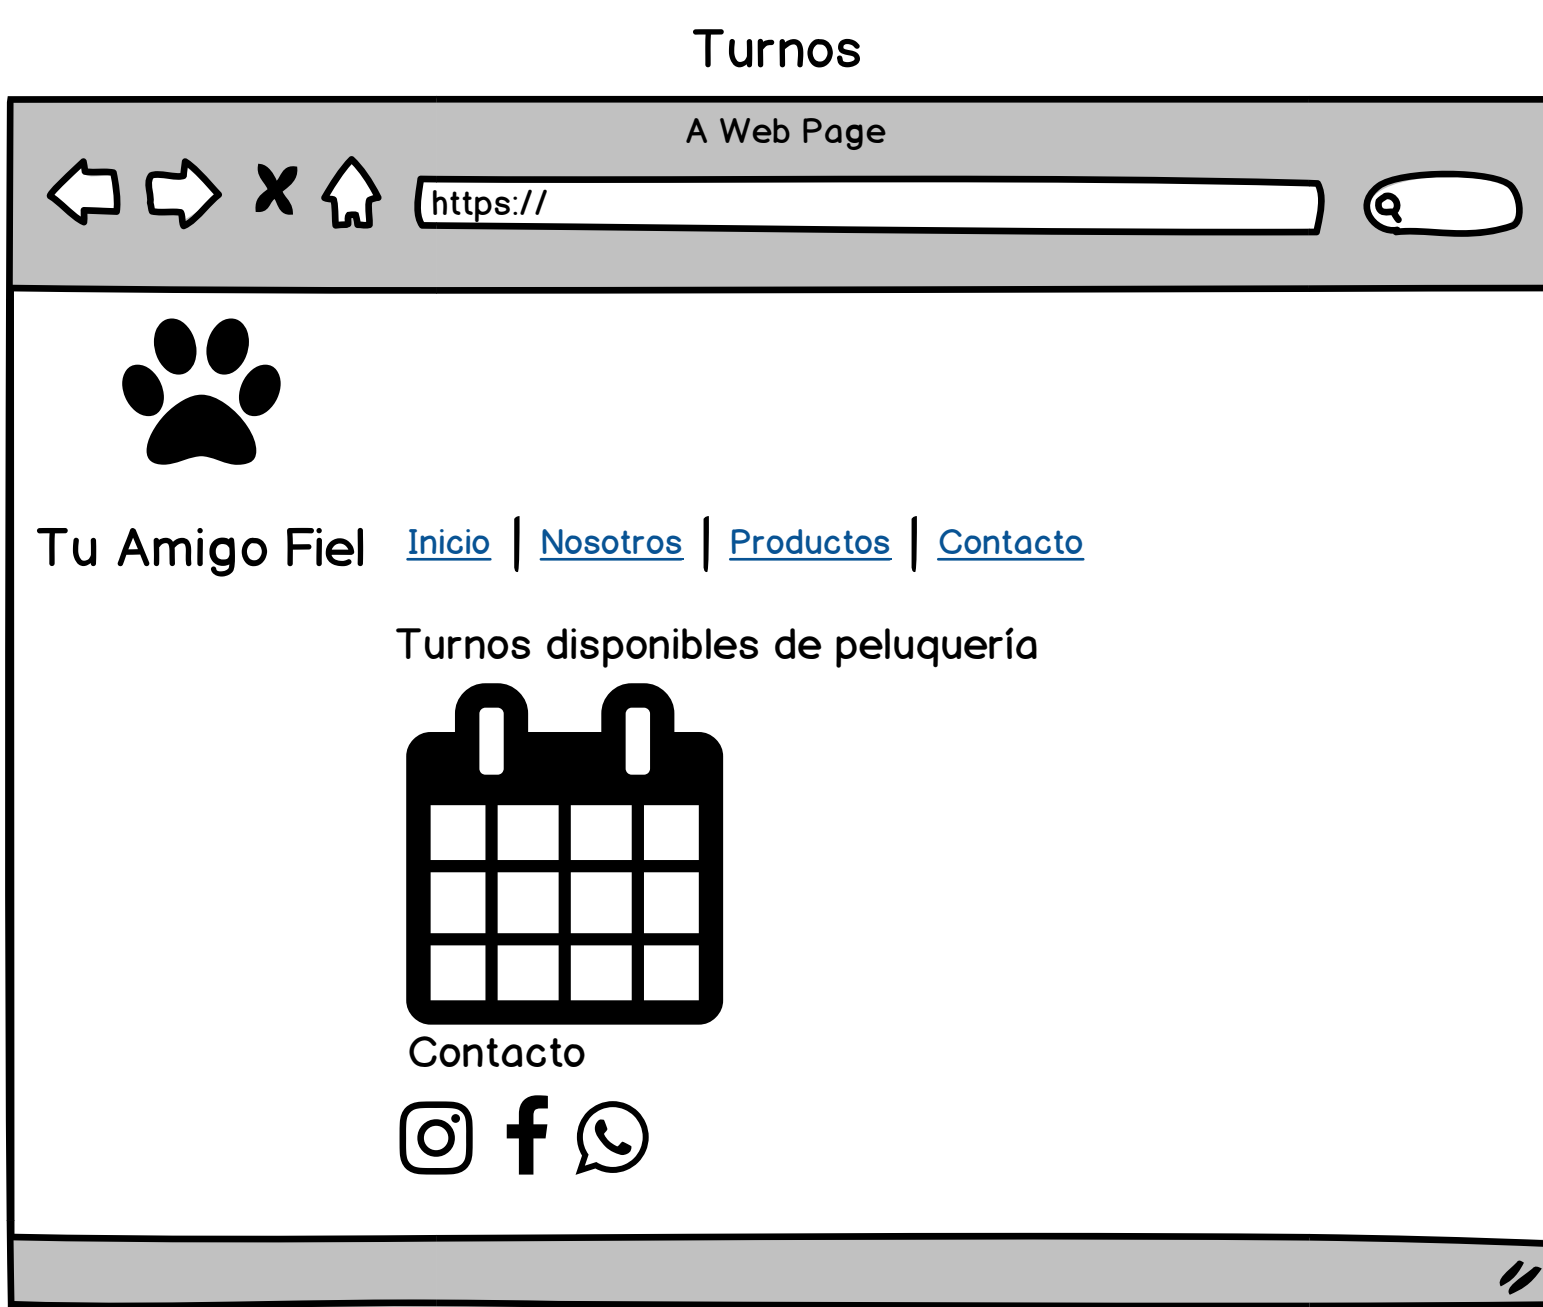 Turnos
A Web Page
https://
Tu Amigo Fiel
Inicio | Nosotros | Productos | Contacto
Turnos disponibles de peluquería
Contacto